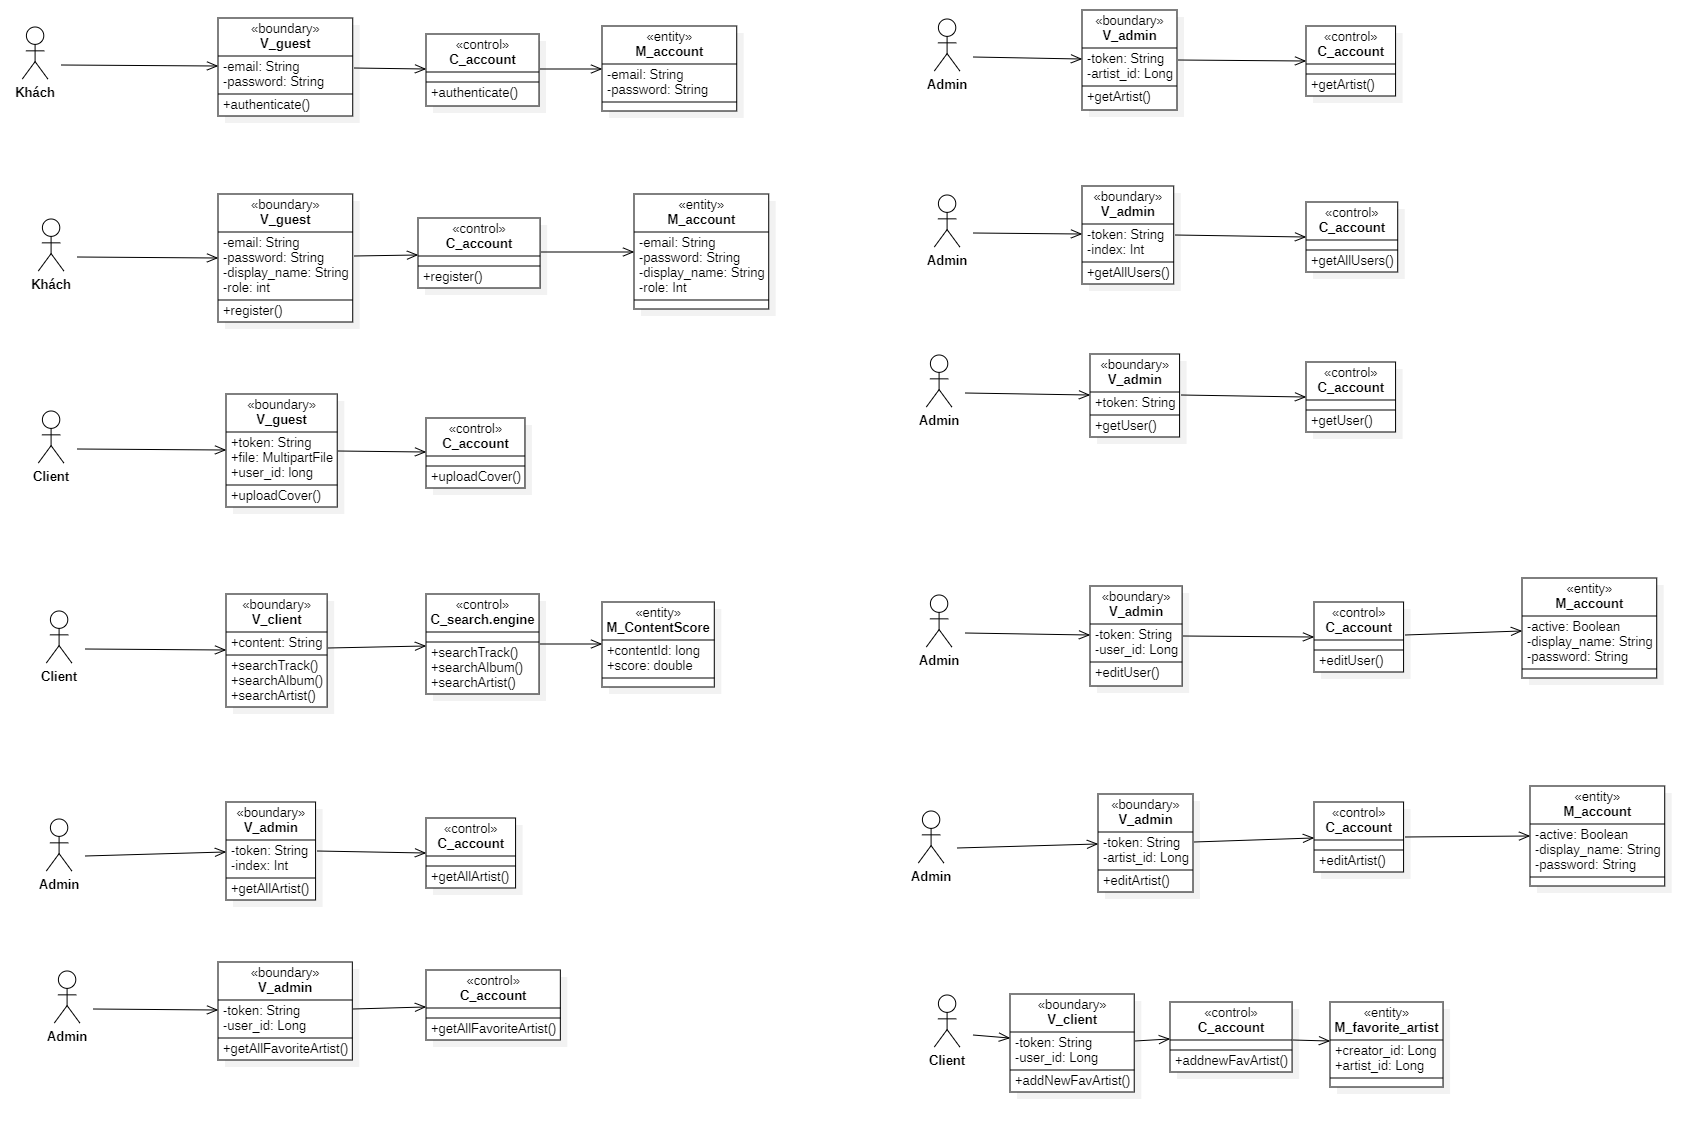 Khách
«boundary»
V_guest
-email: String
-password: String
+authenticate()
«control»
C_account
+authenticate()
«entity»
M_account
-email: String
-password: String
Khách
«boundary»
V_guest
-email: String
-password: String
-display_name: String
-role: int
+register()
«control»
C_account
+register()
«entity»
M_account
-email: String
-password: String
-display_name: String
-role: Int
Client
«boundary»
V_guest
+token: String
+file: MultipartFile
+user_id: long
+uploadCover()
«control»
C_account
+uploadCover()
Client
«boundary»
V_client
+content: String
+searchTrack()
+searchAlbum()
+searchArtist()
«control»
C_search.engine
+searchTrack()
+searchAlbum()
+searchArtist()
«entity»
M_ContentScore
+contentId: long
+score: double
Admin
«boundary»
V_admin
-token: String
-index: Int
+getAllArtist()
«control»
C_account
+getAllArtist()
Admin
«boundary»
V_admin
-token: String
-user_id: Long
+getAllFavoriteArtist()
«control»
C_account
+getAllFavoriteArtist()
Admin
«boundary»
V_admin
-token: String
-artist_id: Long
+getArtist()
«control»
C_account
+getArtist()
Admin
«boundary»
V_admin
-token: String
-index: Int
+getAllUsers()
«control»
C_account
+getAllUsers()
Admin
«boundary»
V_admin
+token: String
+getUser()
«control»
C_account
+getUser()
Admin
«boundary»
V_admin
-token: String
-user_id: Long
+editUser()
«control»
C_account
+editUser()
«entity»
M_account
-active: Boolean
-display_name: String
-password: String
Admin
«boundary»
V_admin
-token: String
-artist_id: Long
+editArtist()
«control»
C_account
+editArtist()
«entity»
M_account
-active: Boolean
-display_name: String
-password: String
Client
«boundary»
V_client
-token: String
-user_id: Long
+addNewFavArtist()
«control»
C_account
+addnewFavArtist()
«entity»
M_favorite_artist
+creator_id: Long
+artist_id: Long